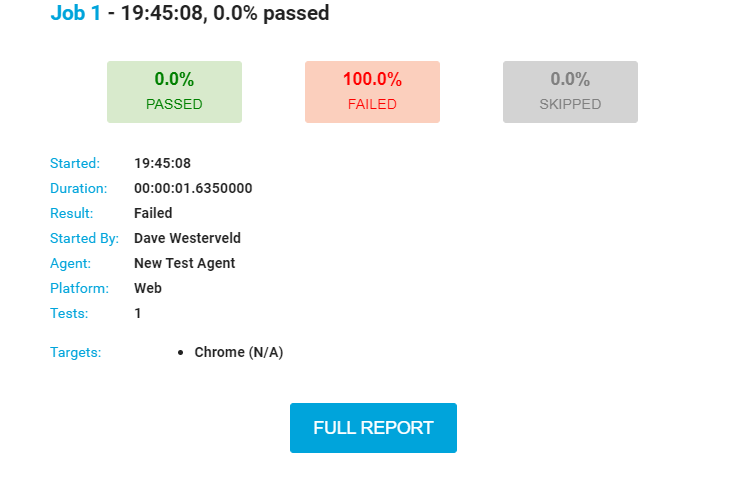 Job 1 - 19:45:08, 0.0% passed
0.0% 100.0% 0.0%
PASSED FAILED SKIPPED
Started: 19:45:08
Duration: 00:00:01.6350000
Result: Failed
Started By: Dave Westerveld
Agent: New Test Agent
Platform: Web
Tests: 1
Targets: • Chrome (N/A)
FULL REPORT